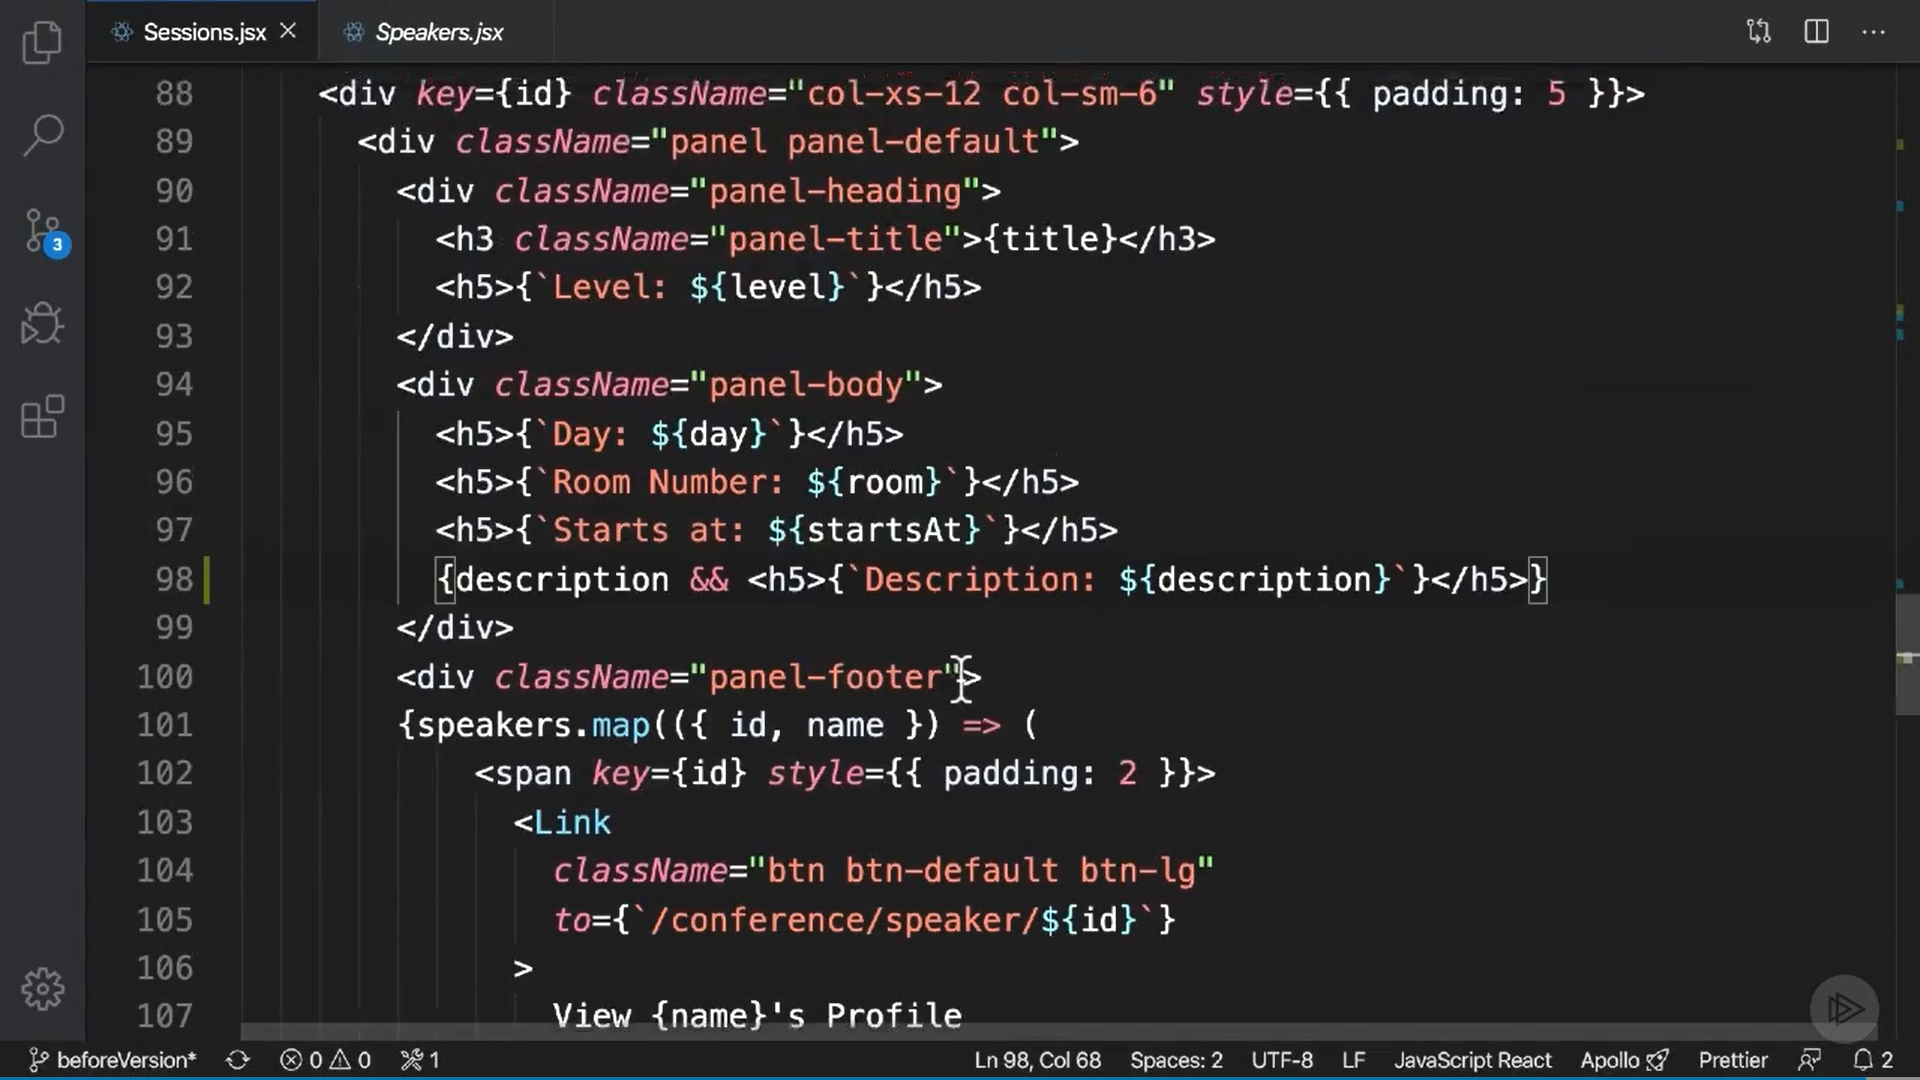 Sessions.jsx
Speakers.jsx
88 <div key={id} className="col-xs-12 col-sm-6" style={{ padding: 5 }}>
89 <div className="panel panel-default">
90 <div className="panel-heading">
91 <h3 className="panel-title">{title}</h3>
92 <h5>{`Level: ${level}`}</h5>
93 </div>
94 <div className="panel-body">
95 <h5>{`Day: ${day}`}</h5>
96 <h5>{`Room Number: ${room}`}</h5>
97 <h5>{`Starts at: ${startsAt}`}</h5>
98 {description && <h5>{`Description: ${description}`}</h5>}
99 </div>
100 <div className="panel-footer">
101 {speakers.map(({ id, name }) => (
102 <span key={id} style={{ padding: 2 }}>
103 <Link
104 className="btn btn-default btn-lg"
105 to={`/conference/speaker/${id}`}
106 >
107 View {name}'s Profile
3
beforeVersion* 0 0 1 Ln 98, Col 68 Spaces: 2 UTF-8 LF JavaScript React Apollo Prettier 2